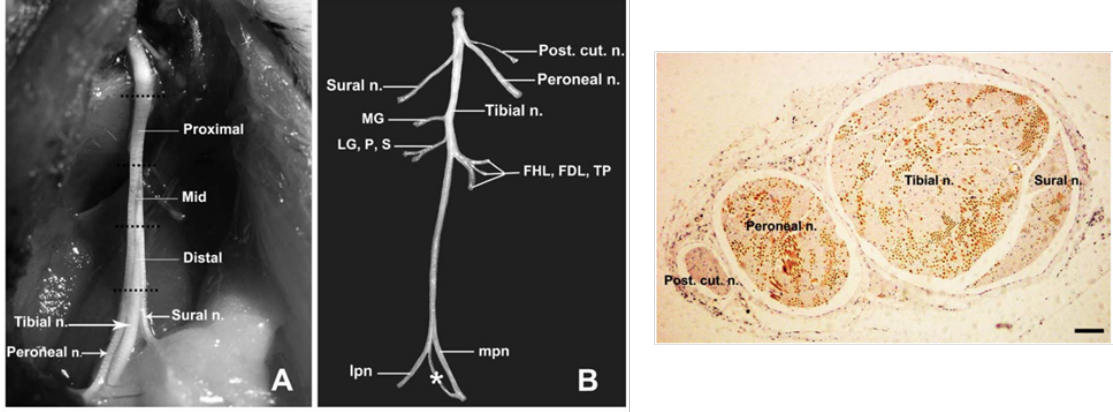 Proximal
Mid
Distal
Tibial n.
Sural n.
Peroneal n.
A
Post. cut. n.
Sural n.
Peroneal n.
Tibial n.
MG
LG, P, S
FHL, FDL, TP
mpn
lpn
*
B
Tibial n.
Sural n.
Peroneal n.
Post. cut. n.